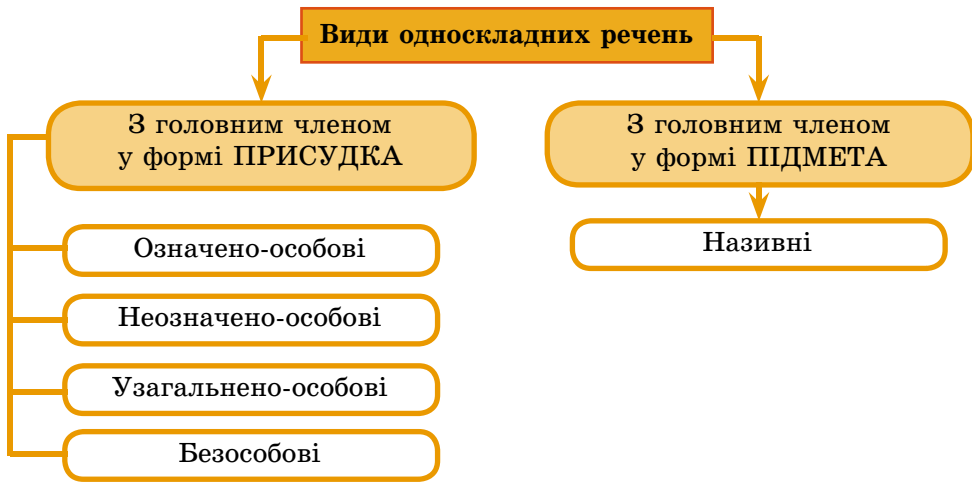 Види односкладних речень
З головним членом
у формі ПРИСУДКА
Означено-особові
Неозначено-особові
Узагальнено-особові
Безособові
З головним членом
у формі ПІДМЕТА
Називні